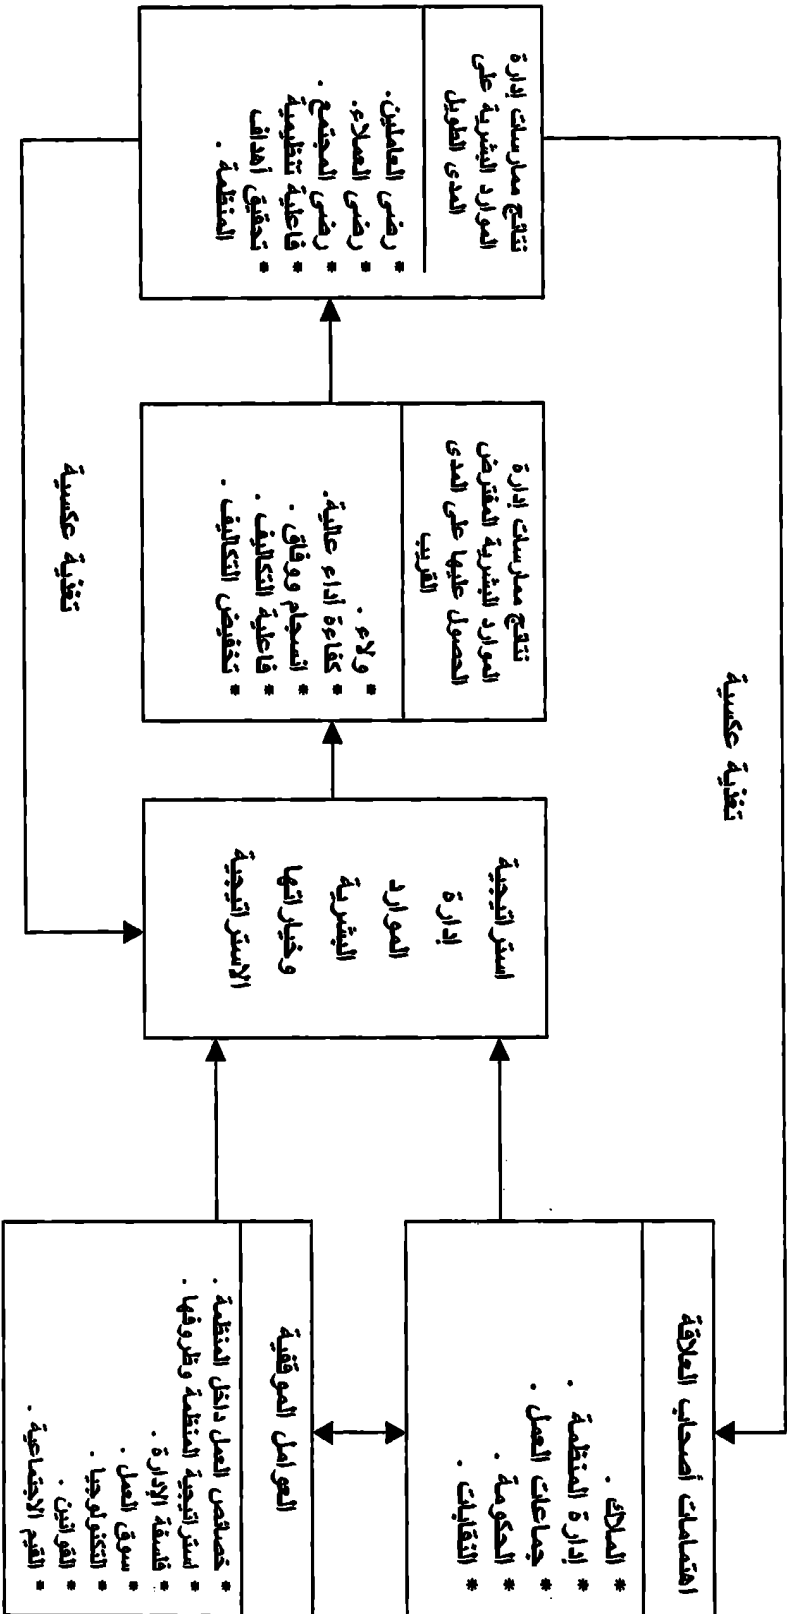 اهتمامات أصحاب العلاقة
* الملاك .
* إدارة المنظمة .
* جماعات العمل .
* الحكومة .
* النقابات .
العوامل الموقفية
* خصائص العمل داخل المنظمة .
* استراتيجية المنظمة وظروفها .
* فلسفة الإدارة .
* سوق العمل .
* التكنولوجيا .
* القوانين .
* القيم الاجتماعية .
استراتيجية
إدارة
الموارد
البشرية
وخياراتها
الاستراتيجية
نتائج ممارسات إدارة
الموارد البشرية المفترض
الحصول عليها على المدى
القريب
* ولاء .
* كفاءة أداء عالية.
* انسجام ووفاق .
* فاعلية التكاليف .
* تخفيض التكاليف .
نتائج ممارسات إدارة
الموارد البشرية على
المدى الطويل
* رضى العاملين.
* رضى العملاء.
* رضى المجتمع .
* فاعلية تنظيمية
* تحقيق أهداف
المنظمة .
تغذية عكسية
تغذية عكسية